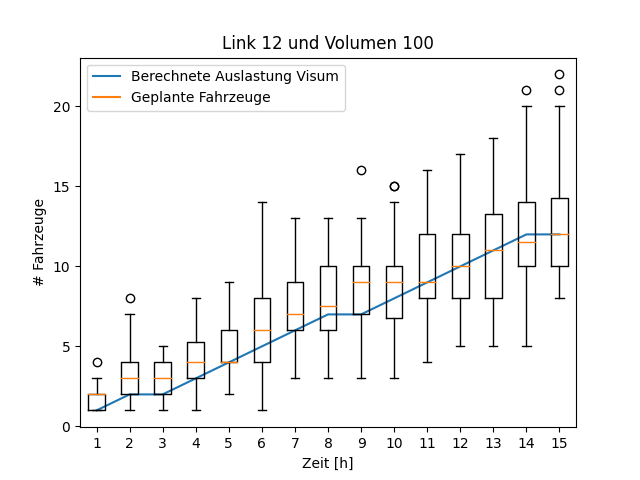 Link 12 und Volumen 100
Berechnete Auslastung Visum
Geplante Fahrzeuge
# Fahrzeuge
20
15
10
5
0
1 2 3 4 5 6 7 8 9 10 11 12 13 14 15
Zeit [h]